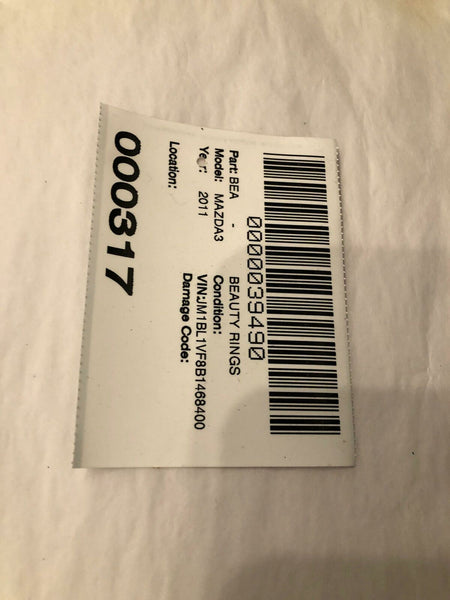 0000039490
Part: BEA - BEAUTY RINGS
Model: MAZDA3 Condition:
Year: 2011 VIN:JM1BL1VF8B1468400
Damage Code:
Location:
000317